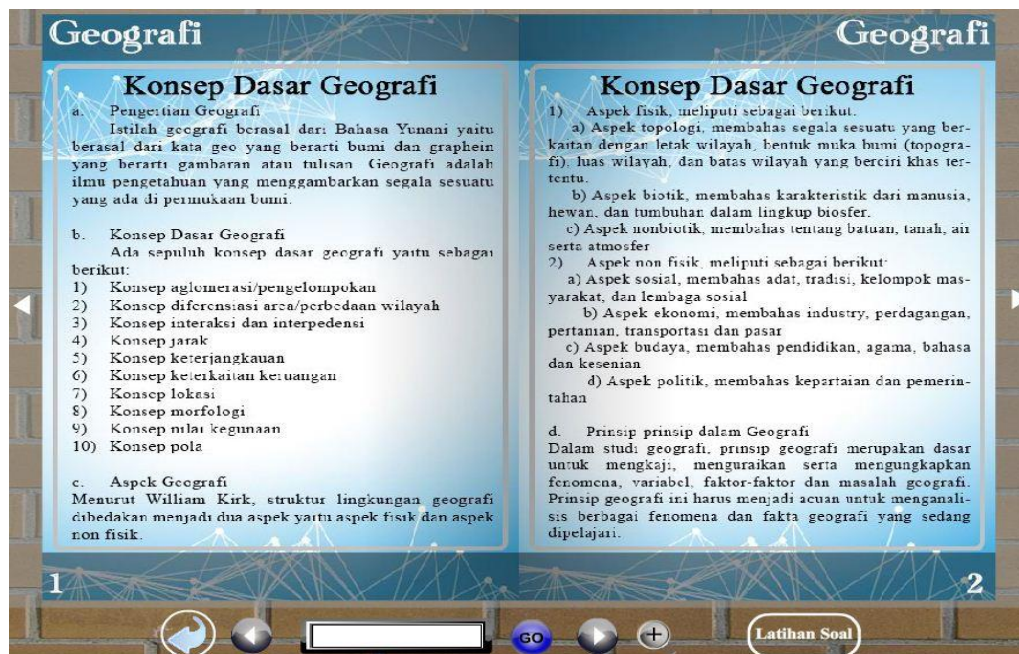 Geografi
Konsep Dasar Geografi
a. Pengertian Geografi
Istilah geografi berasal dari Bahasa Yunani yaitu
berasal dari kata geo yang berarti bumi dan graphein
yang berarti gambaran atau tulisan. Geografi adalah
ilmu pengetahuan yang menggambarkan segala sesuatu
yang ada di permukaan bumi.
b. Konsep Dasar Geografi
Ada sepuluh konsep dasar geografi yaitu sebagai
berikut:
1) Konsep aglomerasi/pengelompokan
2) Konsep diferensiasi area/perbedaan wilayah
3) Konsep interaksi dan interpedensi
4) Konsep jarak
5) Konsep keterjangkauan
6) Konsep keterkaitan keruangan
7) Konsep lokasi
8) Konsep morfologi
9) Konsep nilai kegunaan
10) Konsep pola
c. Aspek Geografi
Menurut William Kirk, struktur lingkungan geografi
dibedakan menjadi dua aspek yaitu aspek fisik dan aspek
non fisik.
1
Geografi
Konsep Dasar Geografi
1) Aspek fisik, meliputi sebagai berikut.
a) Aspek topologi, membahas segala sesuatu yang ber-
kaitan dengan letak wilayah, bentuk muka bumi (topogra-
fi), luas wilayah, dan batas wilayah yang berciri khas ter-
tentu.
b) Aspek biotik, membahas karakteristik dari manusia,
hewan, dan tumbuhan dalam lingkup biosfer.
c) Aspek nonbiotik, membahas tentang batuan, tanah, air
serta atmosfer
2) Aspek non fisik, meliputi sebagai berikut:
a) Aspek sosial, membahas adat, tradisi, kelompok mas-
yarakat, dan lembaga sosial
b) Aspek ekonomi, membahas industry, perdagangan,
pertanian, transportasi dan pasar
c) Aspek budaya, membahas pendidikan, agama, bahasa
dan kesenian
d) Aspek politik, membahas kepartaian dan pemerin-
tahan
d. Prinsip prinsip dalam Geografi
Dalam studi geografi, prinsip geografi merupakan dasar
untuk mengkaji, menguraikan serta mengungkapkan
fenomena, variabel, faktor-faktor dan masalah geografi.
Prinsip geografi ini harus menjadi acuan untuk menganali-
sis berbagai fenomena dan fakta geografi yang sedang
dipelajari.
2
GO
Latihan Soal